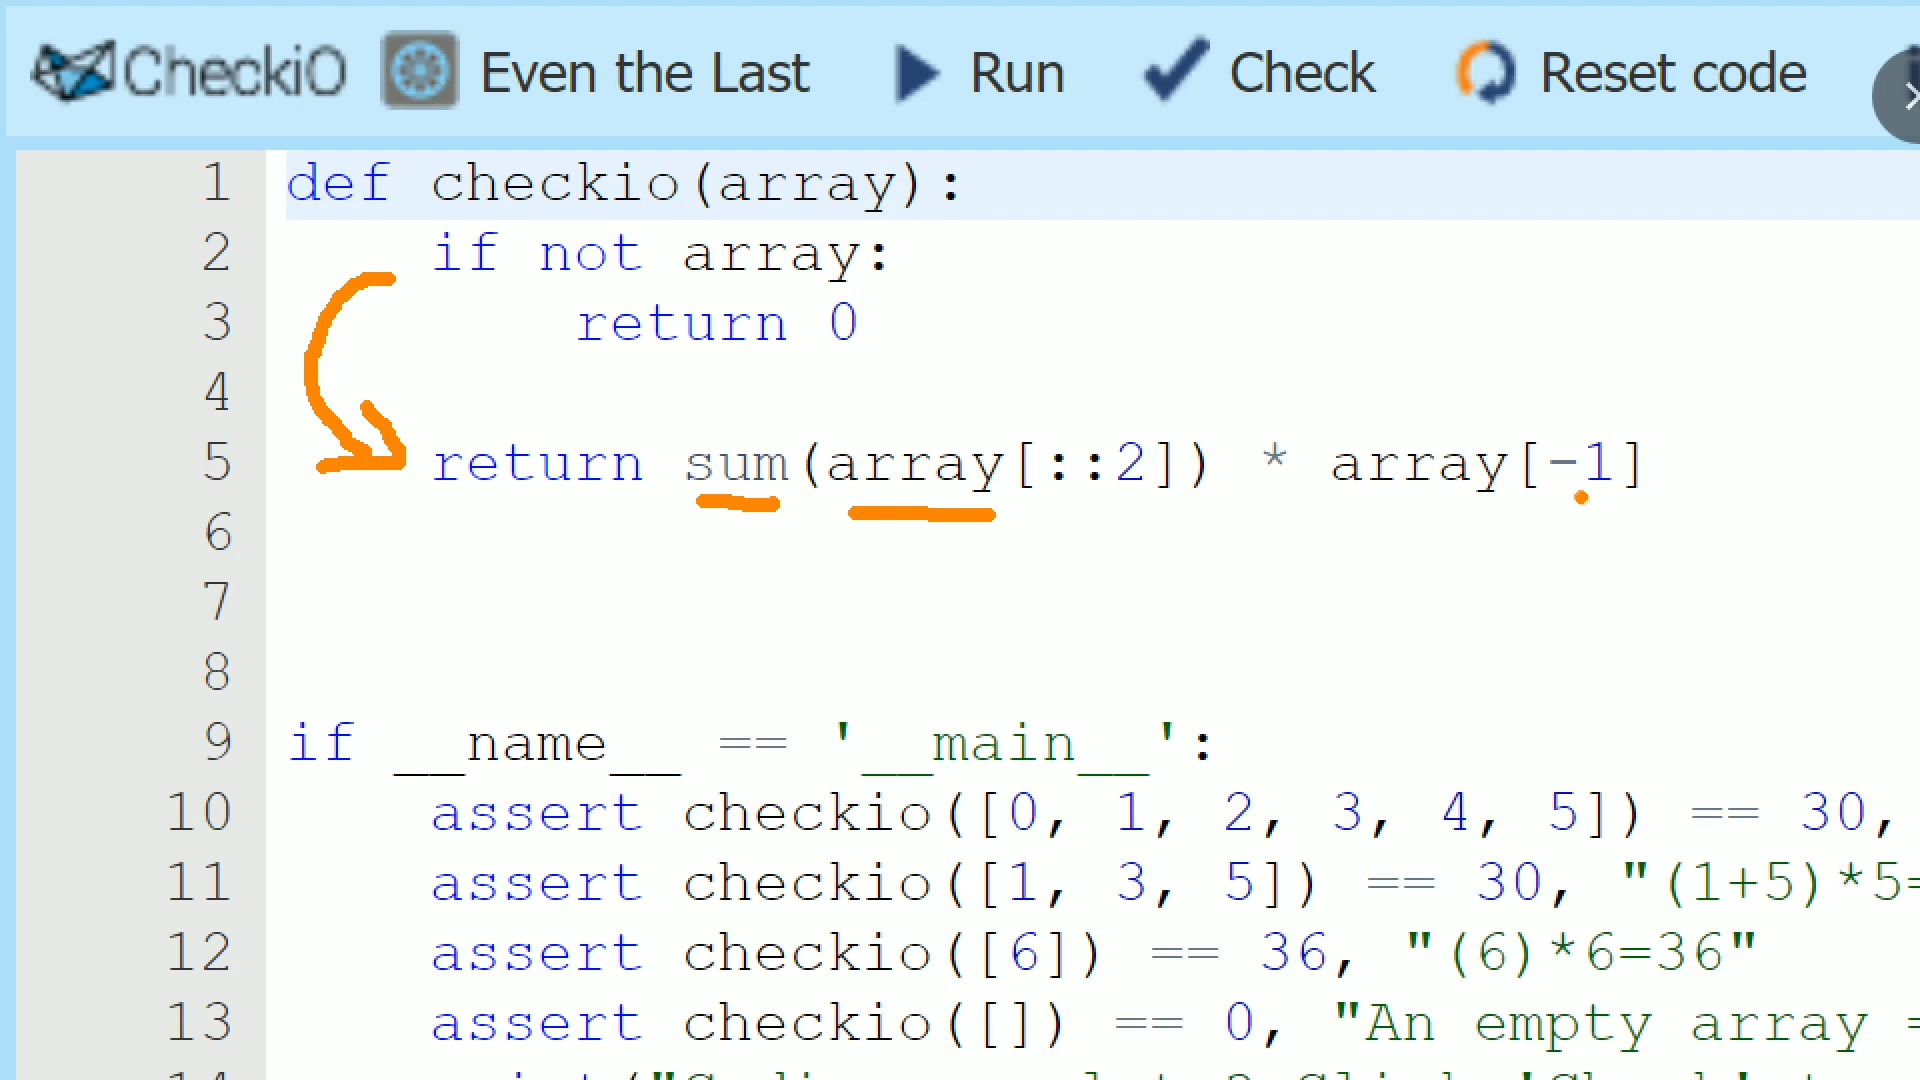 CheckiO Even the Last Run Check Reset code
1 def checkio(array):
2 if not array:
3 return 0
4
5 return sum(array[::2]) * array[-1]
6
7
8
9 if __name__ == '__main__':
10 assert checkio([0, 1, 2, 3, 4, 5]) == 30,
11 assert checkio([1, 3, 5]) == 30, "(1+5)*5=
12 assert checkio([6]) == 36, "(6)*6=36"
13 assert checkio([]) == 0, "An empty array =